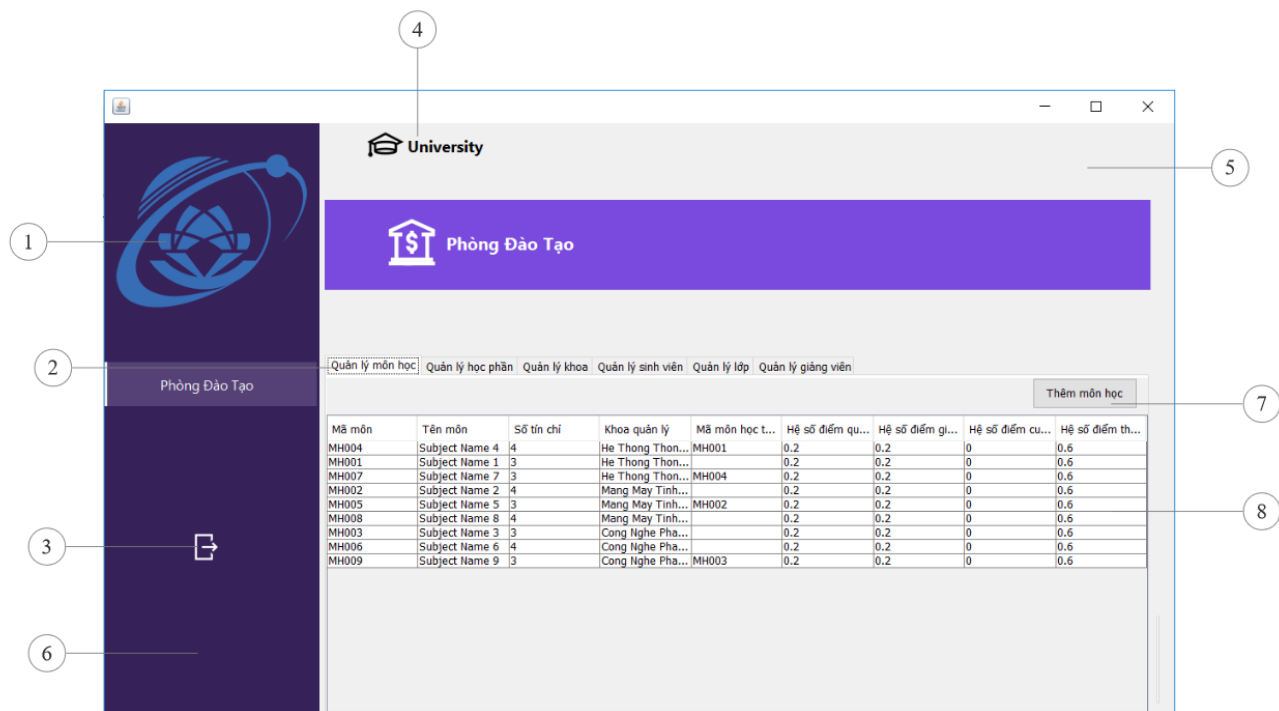 4
University
5
1
Phòng Đào Tạo
2
Quản lý môn học Quản lý học phần Quản lý khoa Quản lý sinh viên Quản lý lớp Quản lý giảng viên
Phòng Đào Tạo
Thêm môn học
7
Mã môn Tên môn Số tín chỉ Khoa quản lý Mã môn học t... Hệ số điểm qu... Hệ số điểm gi... Hệ số điểm cu... Hệ số điểm th...
MH004 Subject Name 4 4 He Thong Thon... MH001 0.2 0.2 0 0.6
MH001 Subject Name 1 3 He Thong Thon... 0.2 0.2 0 0.6
MH007 Subject Name 7 3 He Thong Thon... MH004 0.2 0.2 0 0.6
MH002 Subject Name 2 4 Mang May Tinh... 0.2 0.2 0 0.6
MH005 Subject Name 5 3 Mang May Tinh... MH002 0.2 0.2 0 0.6
MH008 Subject Name 8 4 Mang May Tinh... 0.2 0.2 0 0.6
MH003 Subject Name 3 3 Cong Nghe Pha... 0.2 0.2 0 0.6
MH006 Subject Name 6 4 Cong Nghe Pha... 0.2 0.2 0 0.6
MH009 Subject Name 9 3 Cong Nghe Pha... MH003 0.2 0.2 0 0.6
8
3
6